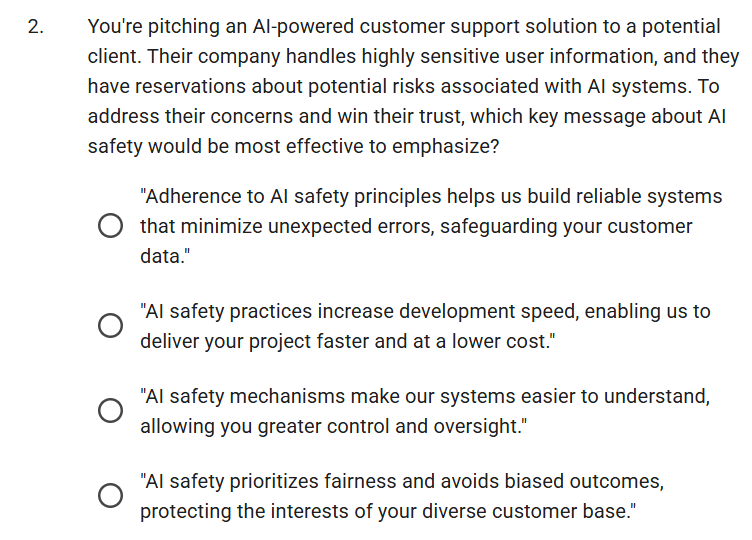 2. You're pitching an AI-powered customer support solution to a potential
client. Their company handles highly sensitive user information, and they
have reservations about potential risks associated with AI systems. To
address their concerns and win their trust, which key message about AI
safety would be most effective to emphasize?
"Adherence to AI safety principles helps us build reliable systems
that minimize unexpected errors, safeguarding your customer
data."
"AI safety practices increase development speed, enabling us to
deliver your project faster and at a lower cost."
"AI safety mechanisms make our systems easier to understand,
allowing you greater control and oversight."
"AI safety prioritizes fairness and avoids biased outcomes,
protecting the interests of your diverse customer base."